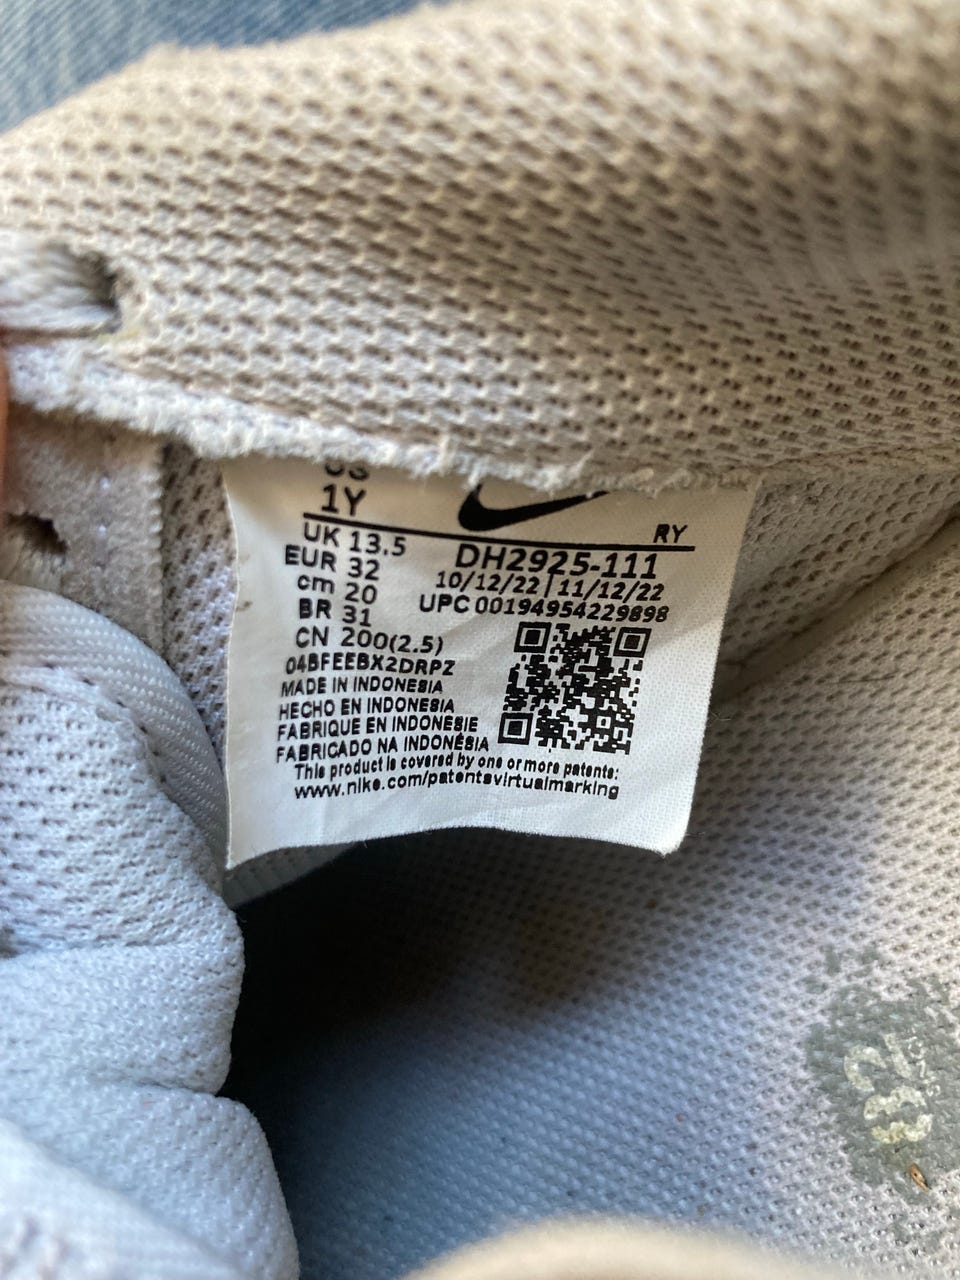 US
1Y
RY
UK 13.5
EUR 32
cm 20
BR 31
CN 200(2.5)
DH2925-111
10/12/22 | 11/12/22
UPC 00194954229898
04BFEEBX2DRPZ
MADE IN INDONESIA
HECHO EN INDONESIA
FABRIQUE EN INDONÉSIE
FABRICADO NA INDONÉSIA
This product is covered by one or more patents:
www.nike.com/patentsvirtualmarking